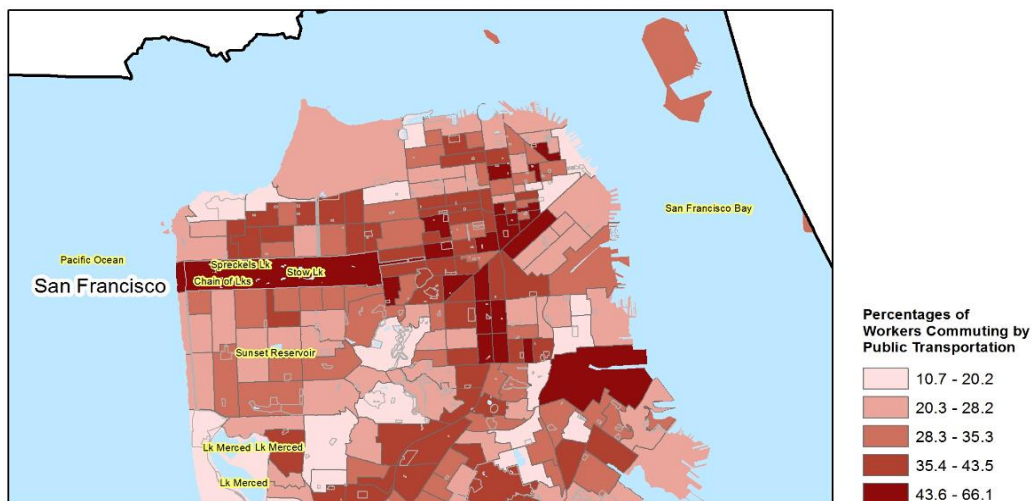 San Francisco Bay
Pacific Ocean
Spreckels Lk
Stow Lk
Chain of Lks
San Francisco
Sunset Reservoir
Lk Merced Lk Merced
Lk Merced
Percentages of
Workers Commuting by
Public Transportation
10.7 - 20.2
20.3 - 28.2
28.3 - 35.3
35.4 - 43.5
43.6 - 66.1